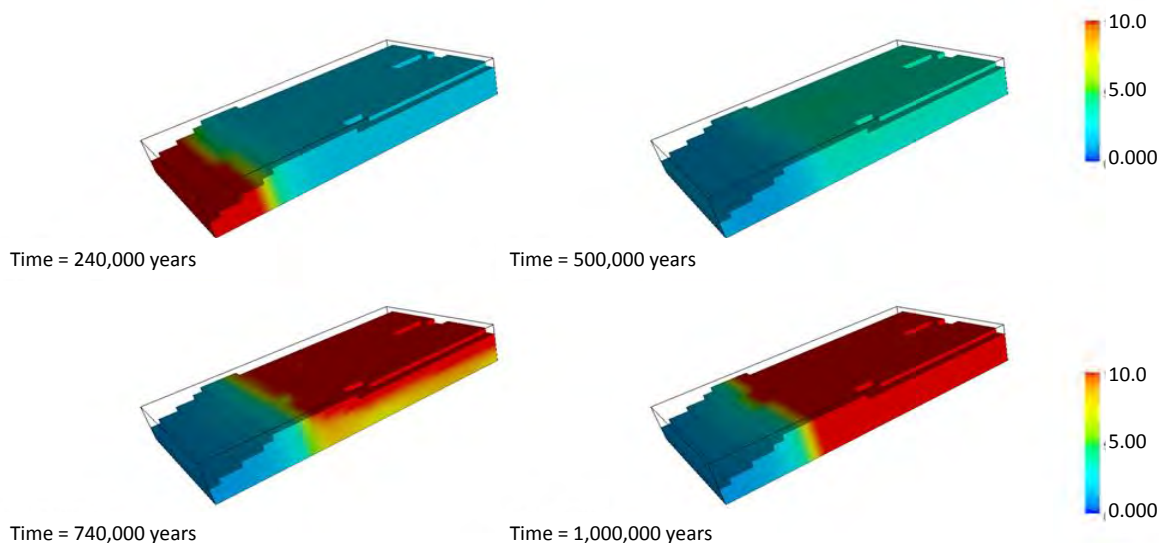 10.0
5.00
0.000
Time = 240,000 years
Time = 500,000 years
10.0
5.00
0.000
Time = 740,000 years
Time = 1,000,000 years